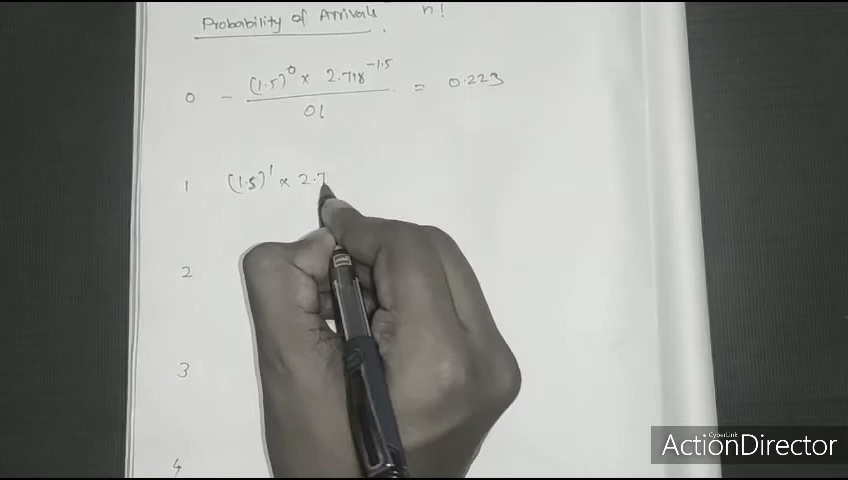 Probability of Arrivals. n!
0 - (1.5)^0 × 2.718^-1.5 = 0.223
0!
1 (1.5)^1 × 2.7
2
3
4
CyberLink
ActionDirector